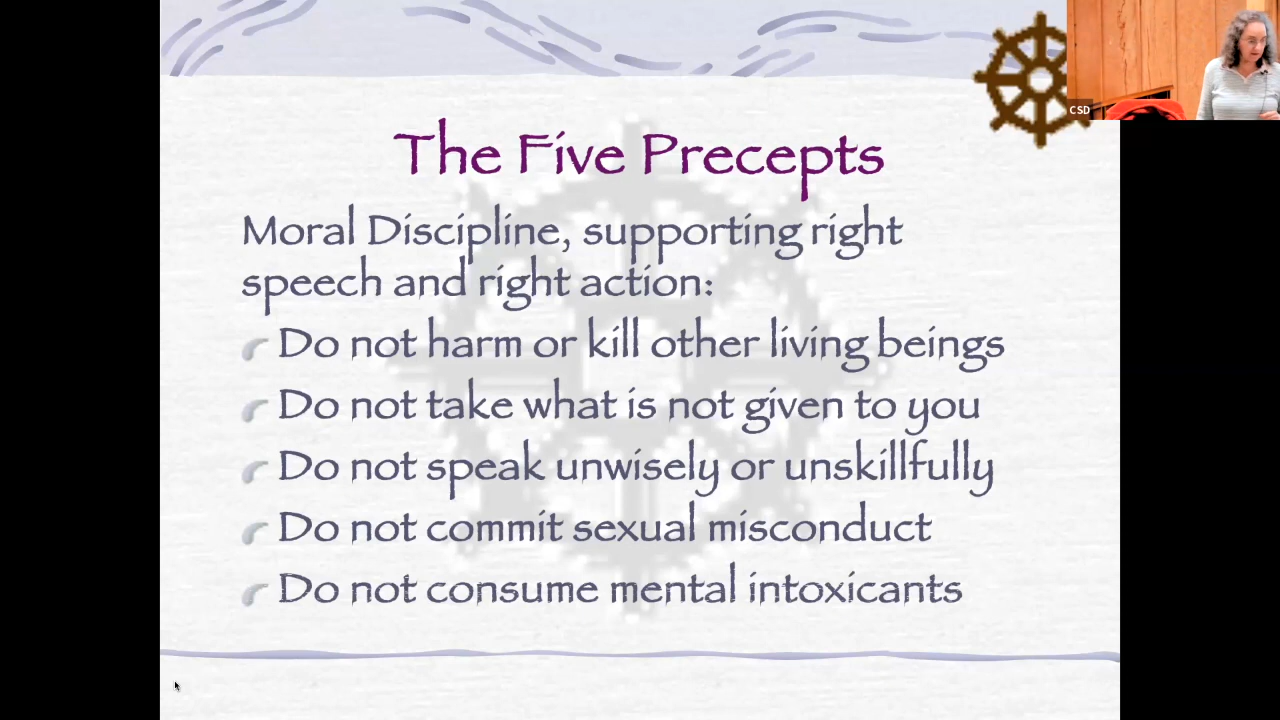 CSD
The Five Precepts
Moral Discipline, supporting right
speech and right action:
Do not harm or kill other living beings
Do not take what is not given to you
Do not speak unwisely or unskillfully
Do not commit sexual misconduct
Do not consume mental intoxicants